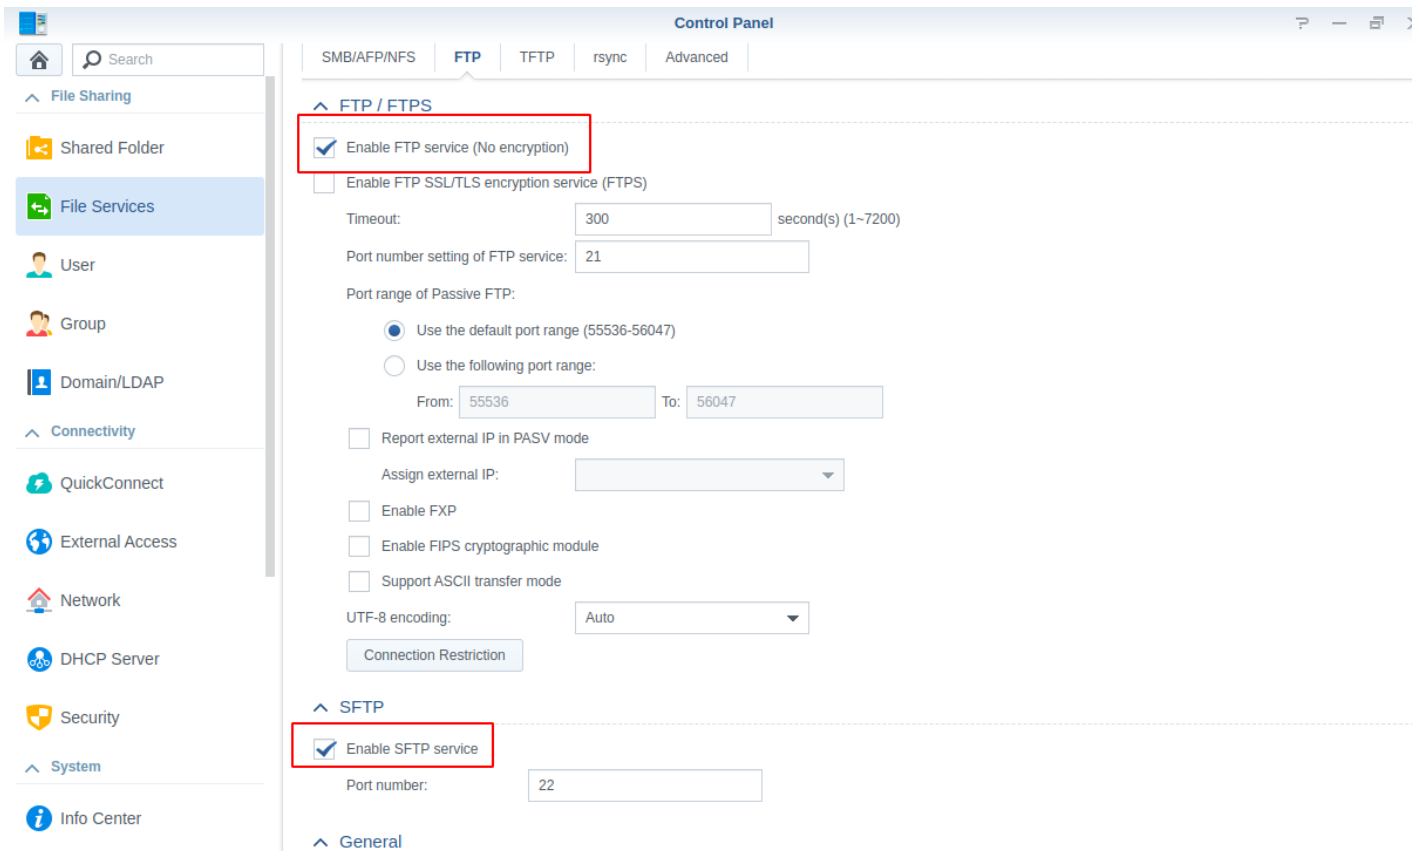 Control Panel
Search
SMB/AFP/NFS FTP TFTP rsync Advanced
File Sharing
Shared Folder
File Services
User
Group
Domain/LDAP
Connectivity
QuickConnect
External Access
Network
DHCP Server
Security
System
Info Center
FTP / FTPS
Enable FTP service (No encryption)
Enable FTP SSL/TLS encryption service (FTPS)
Timeout: 300 second(s) (1~7200)
Port number setting of FTP service: 21
Port range of Passive FTP:
Use the default port range (55536-56047)
Use the following port range:
From: 55536 To: 56047
Report external IP in PASV mode
Assign external IP:
Enable FXP
Enable FIPS cryptographic module
Support ASCII transfer mode
UTF-8 encoding: Auto
Connection Restriction
SFTP
Enable SFTP service
Port number: 22
General